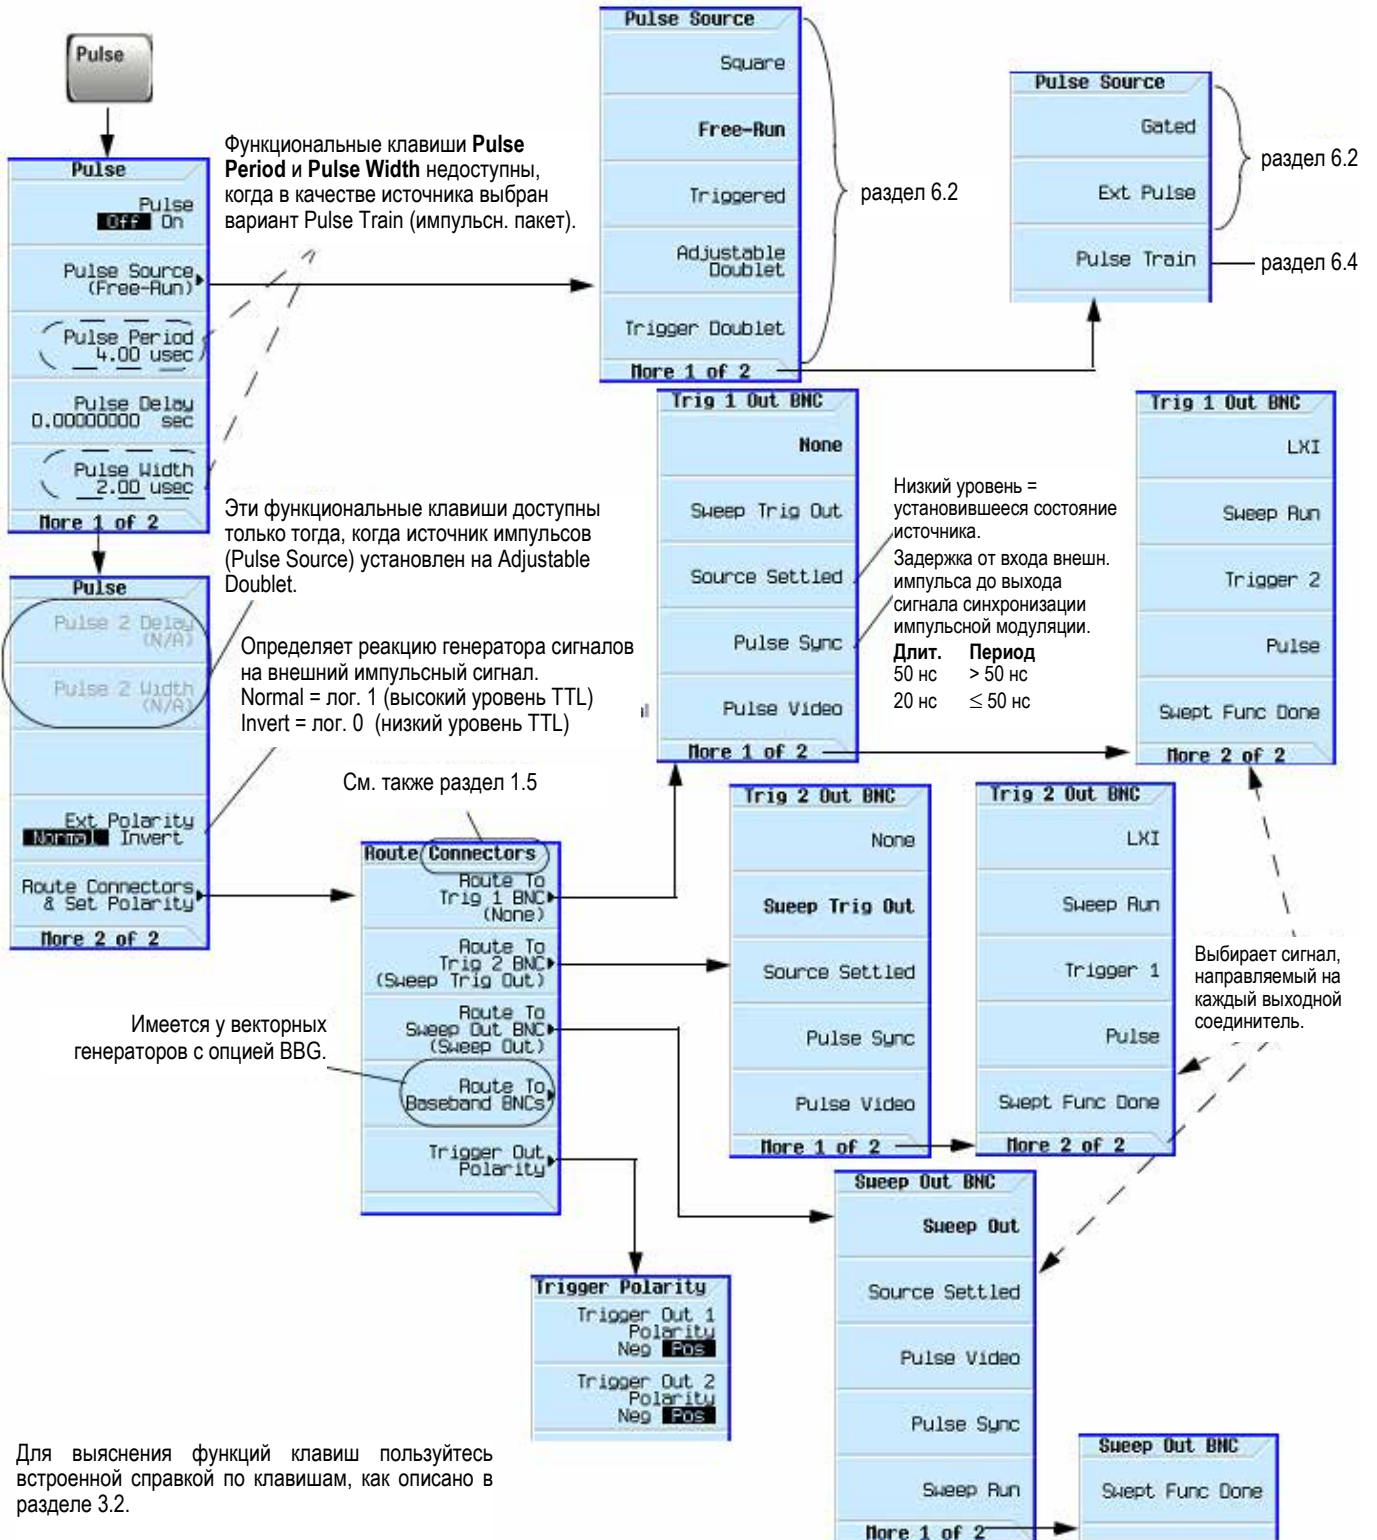 Pulse
Функциональные клавиши Pulse
Period и Pulse Width недоступны,
когда в качестве источника выбран
вариант Pulse Train (импульсн. пакет).
Pulse
Pulse
Off On
Pulse Source
(Free-Run)
Pulse Period
4.00 usec
Pulse Delay
0.00000000 sec
Pulse Width
2.00 usec
More 1 of 2
Pulse Source
Square
Free-Run
Triggered
Adjustable
Doublet
Trigger Doublet
More 1 of 2
раздел 6.2
Pulse Source
Gated
Ext Pulse
Pulse Train
раздел 6.2
раздел 6.4
Эти функциональные клавиши доступны
только тогда, когда источник импульсов
(Pulse Source) установлен на Adjustable
Doublet.
Pulse
Pulse 2 Delay
(N/A)
Pulse 2 Width
(N/A)
Ext Polarity
Normal Invert
Route Connectors
& Set Polarity
More 2 of 2
Определяет реакцию генератора сигналов
на внешний импульсный сигнал.
Normal = лог. 1 (высокий уровень TTL)
Invert = лог. 0 (низкий уровень TTL)
al
Trig 1 Out BNC
None
Sweep Trig Out
Source Settled
Pulse Sync
Pulse Video
More 1 of 2
Низкий уровень =
установившееся состояние
источника.
Задержка от входа внешн.
импульса до выхода
сигнала синхронизации
импульсной модуляции.
Длит. Период
50 нс > 50 нс
20 нс ≤ 50 нс
Trig 1 Out BNC
LXI
Sweep Run
Trigger 2
Pulse
Swept Func Done
More 2 of 2
См. также раздел 1.5
Route Connectors
Route To
Trig 1 BNC
(None)
Route To
Trig 2 BNC
(Sweep Trig Out)
Route To
Sweep Out BNC
(Sweep Out)
Route To
Baseband BNCs
Trigger Out
Polarity
Имеется у векторных
генераторов с опцией BBG.
Trig 2 Out BNC
None
Sweep Trig Out
Source Settled
Pulse Sync
Pulse Video
More 1 of 2
Trig 2 Out BNC
LXI
Sweep Run
Trigger 1
Pulse
Swept Func Done
More 2 of 2
Выбирает сигнал,
направляемый на
каждый выходной
соединитель.
Trigger Polarity
Trigger Out 1
Polarity
Neg Pos
Trigger Out 2
Polarity
Neg Pos
Sweep Out BNC
Sweep Out
Source Settled
Pulse Video
Pulse Sync
Sweep Run
More 1 of 2
Sweep Out BNC
Swept Func Done
Для выяснения функций клавиш пользуйтесь
встроенной справкой по клавишам, как описано в
разделе 3.2.